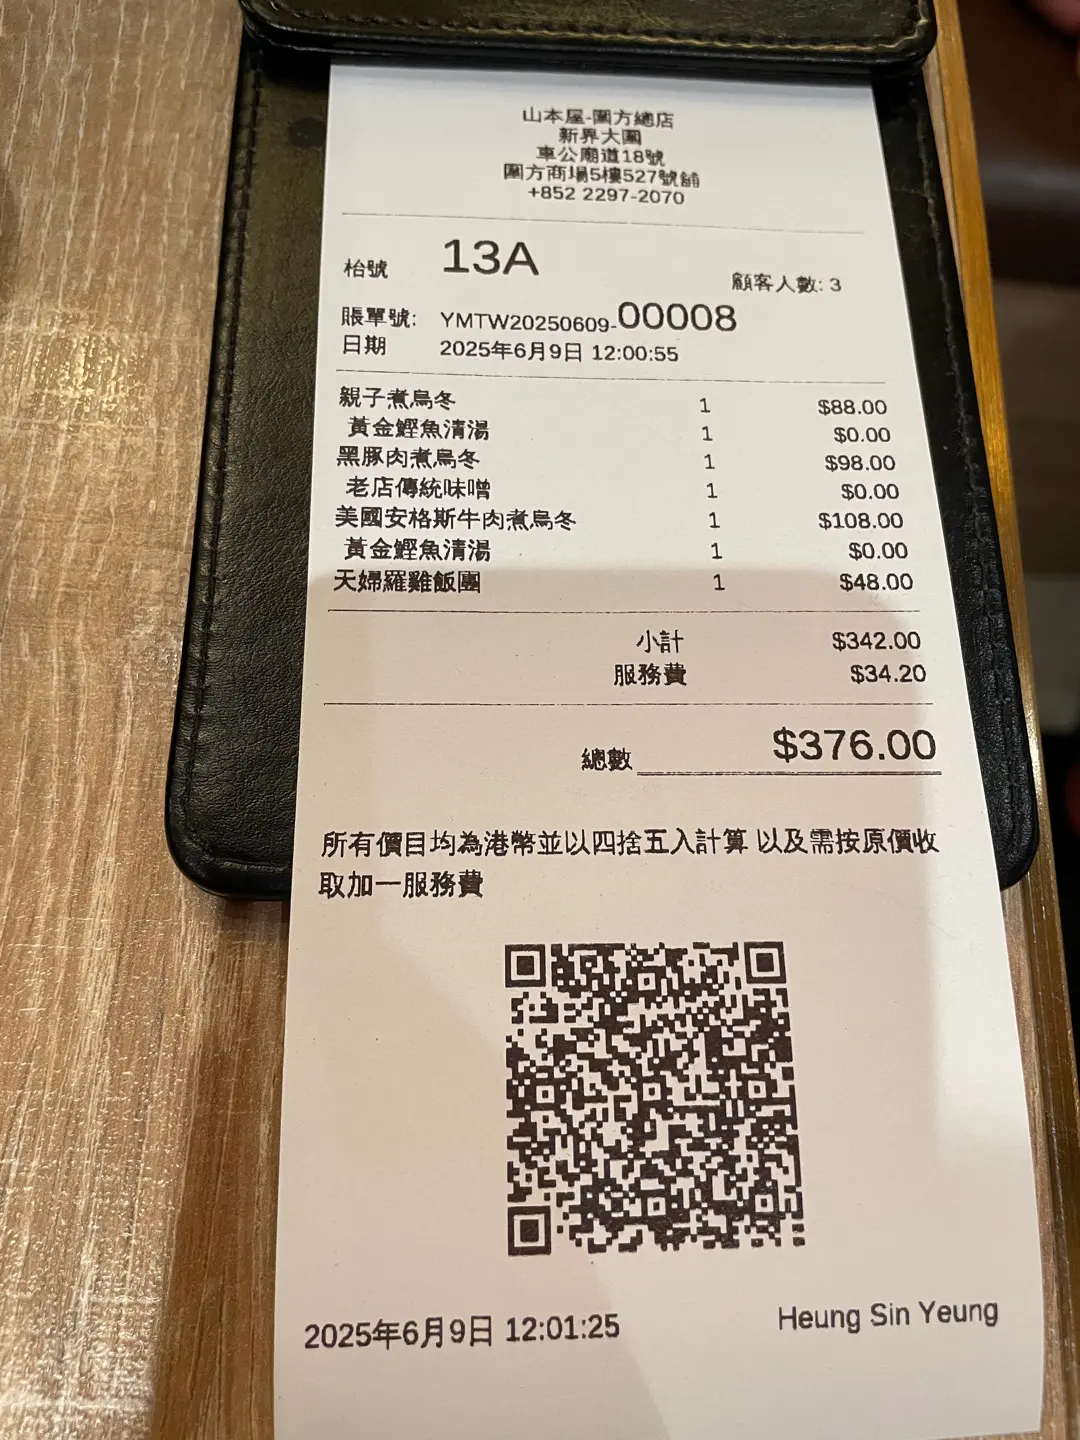 山本屋-圍方總店
新界大圍
車公廟道18號
圍方商場5樓527號舖
+852 2297-2070
枱號 13A 顧客人數: 3
賬單號: YMTW20250609-00008
日期 2025年6月9日 12:00:55
親子煮烏冬 1 $88.00
黃金鰹魚清湯 1 $0.00
黑豚肉煮烏冬 1 $98.00
老店傳統味噌 1 $0.00
美國安格斯牛肉煮烏冬 1 $108.00
黃金鰹魚清湯 1 $0.00
天婦羅雞飯團 1 $48.00
小計 $342.00
服務費 $34.20
總數 $376.00
所有價目均為港幣並以四捨五入計算 以及需按原價收
取加一服務費
2025年6月9日 12:01:25 Heung Sin Yeung